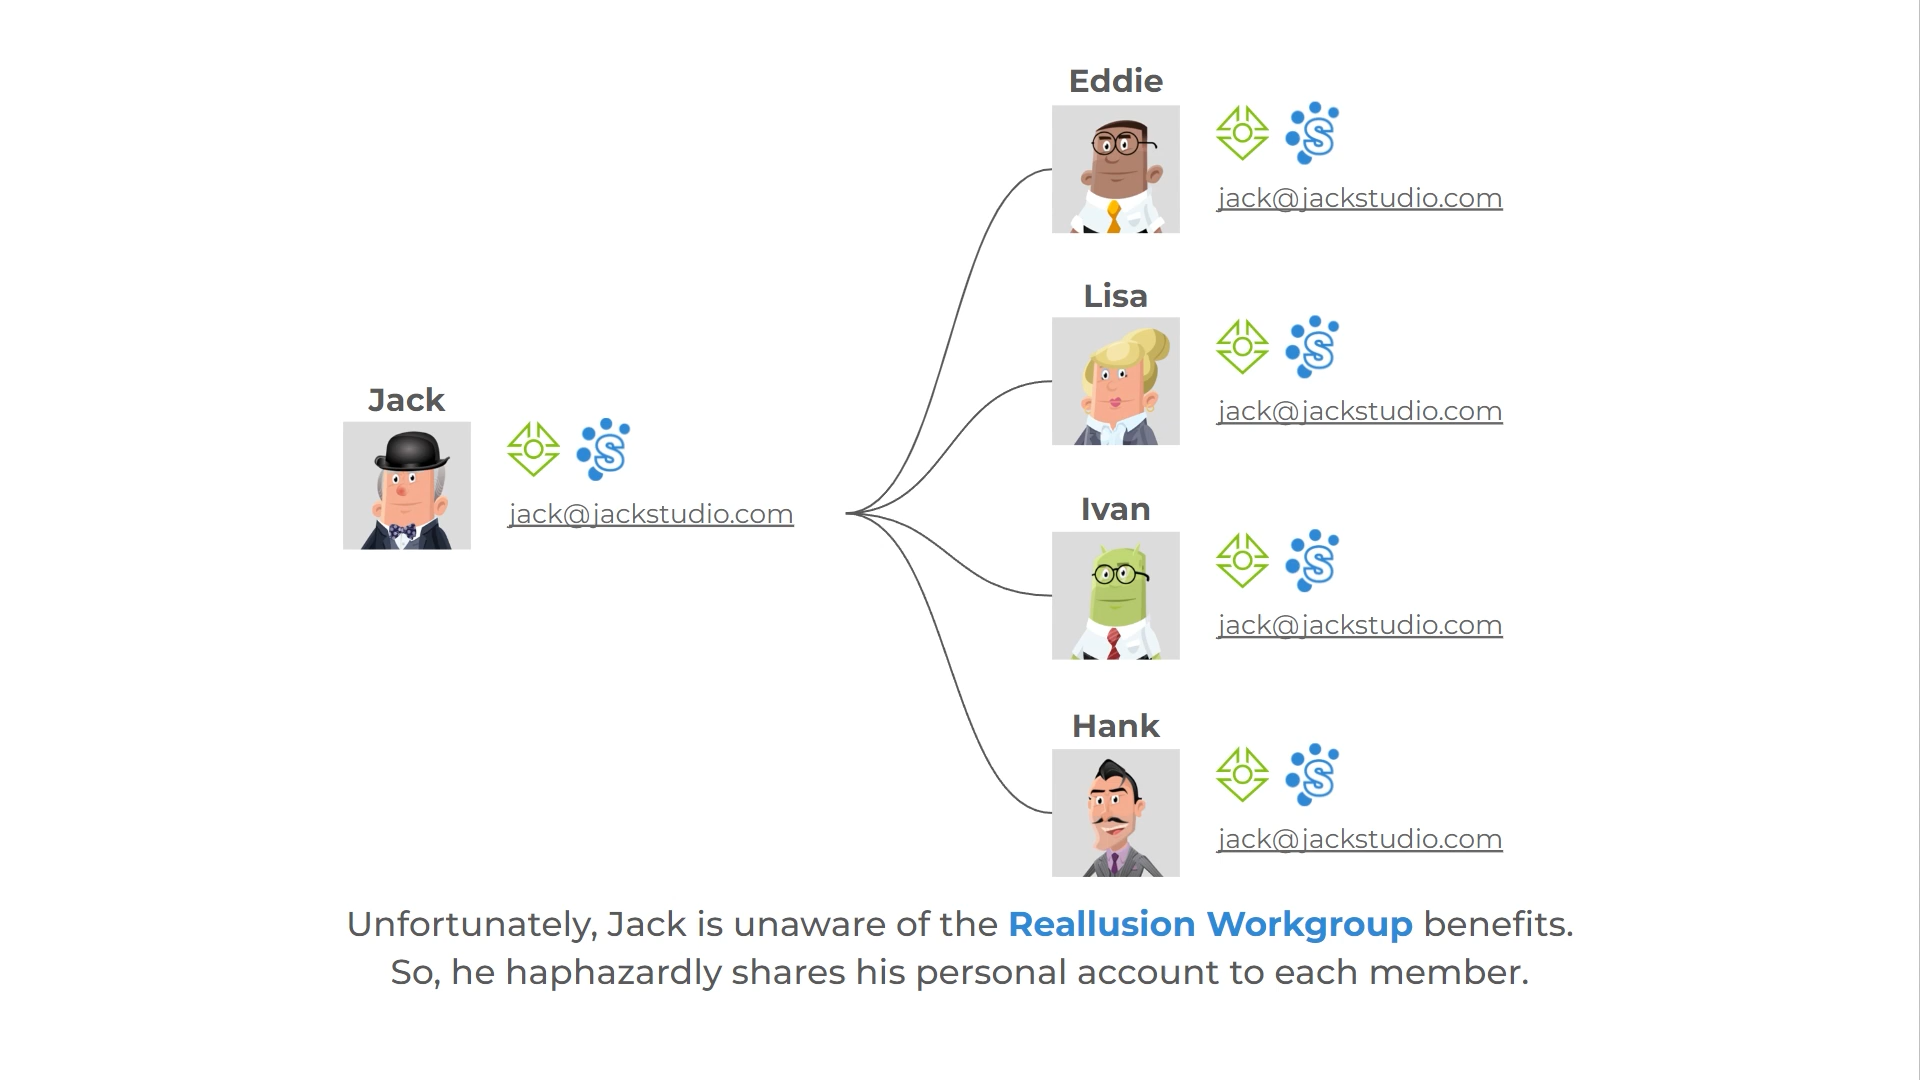 Eddie
jack@jackstudio.com
Lisa
jack@jackstudio.com
Jack
jack@jackstudio.com
Ivan
jack@jackstudio.com
Hank
jack@jackstudio.com
Unfortunately, Jack is unaware of the Reallusion Workgroup benefits.
So, he haphazardly shares his personal account to each member.